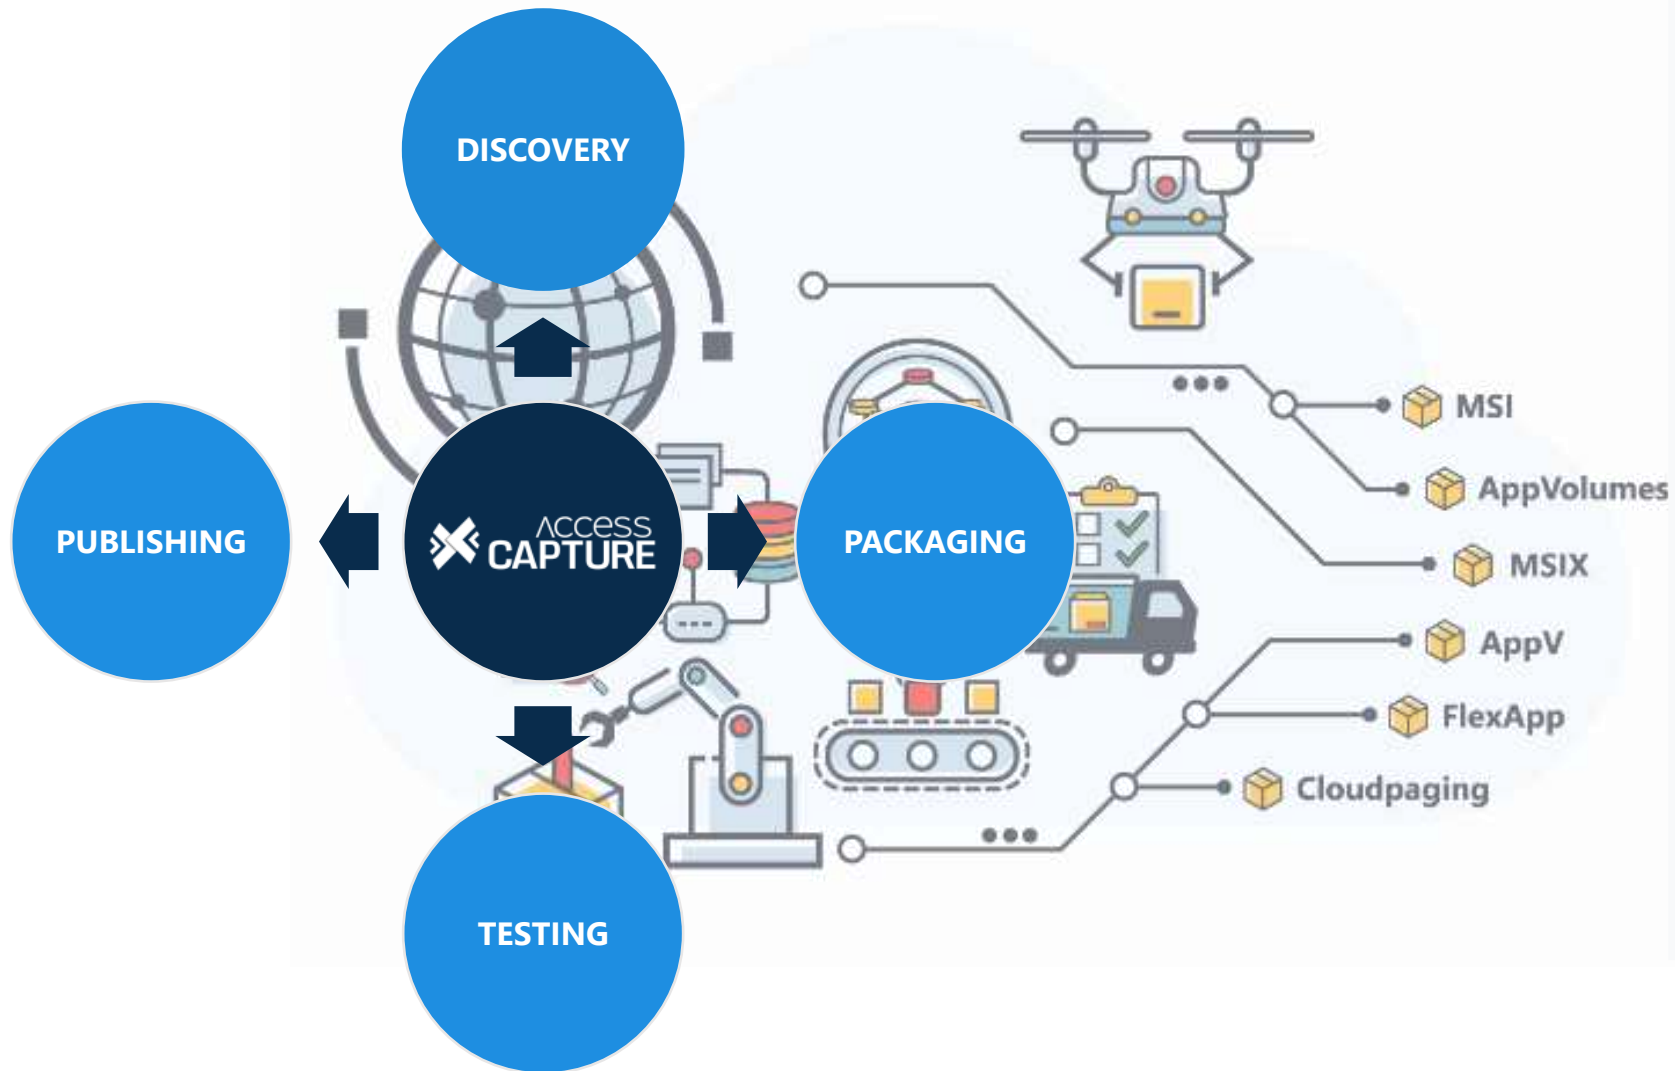 DISCOVERY
PUBLISHING
ACCESS
CAPTURE
PACKAGING
TESTING
MSI
AppVolumes
MSIX
AppV
FlexApp
Cloudpaging